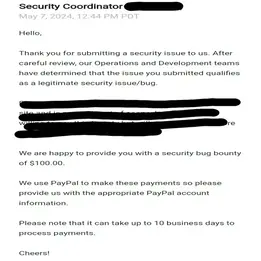 Security Coordinator
May 7, 2024, 12:44 PM PDT
Hello,
Thank you for submitting a security issue to us. After
careful review, our Operations and Development teams
have determined that the issue you submitted qualifies
as a legitimate security issue/bug.
We are happy to provide you with a security bug bounty
of $100.00.
We use PayPal to make these payments so please
provide us with the appropriate PayPal account
information.
Please note that it can take up to 10 business days to
process payments.
Cheers!